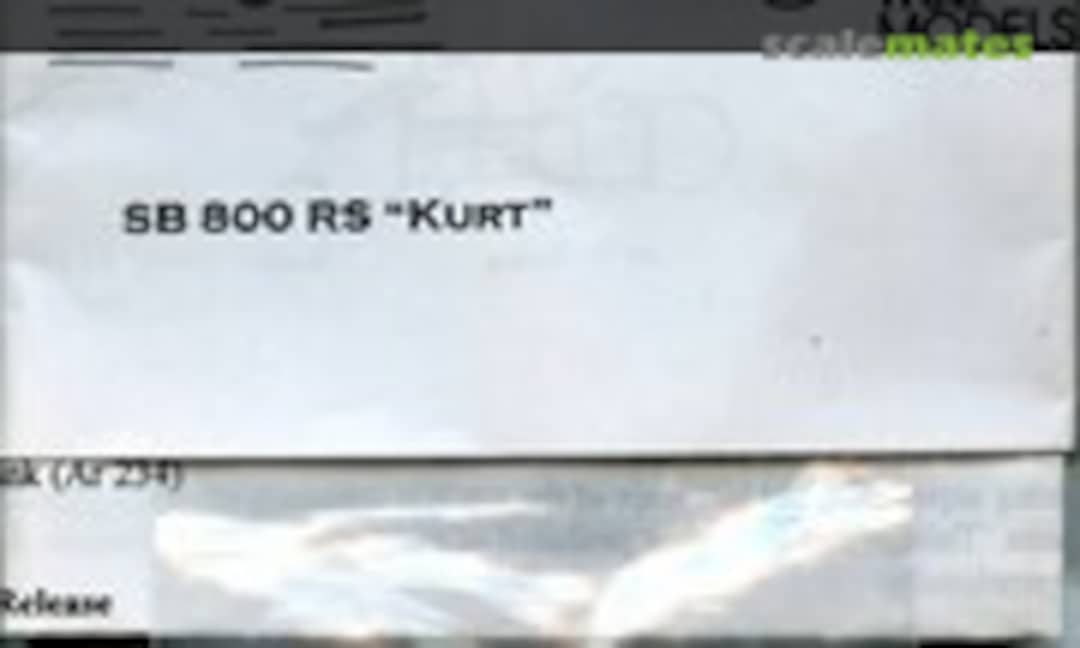 MODELS
scalemates
SB 800 RS “KURT”
(Ar 234)
Release